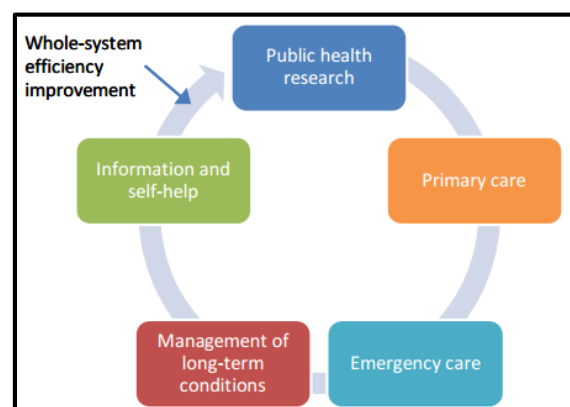 Whole-system
efficiency
improvement
Public health
research
Information and
self-help
Primary care
Management of
long-term
conditions
Emergency care